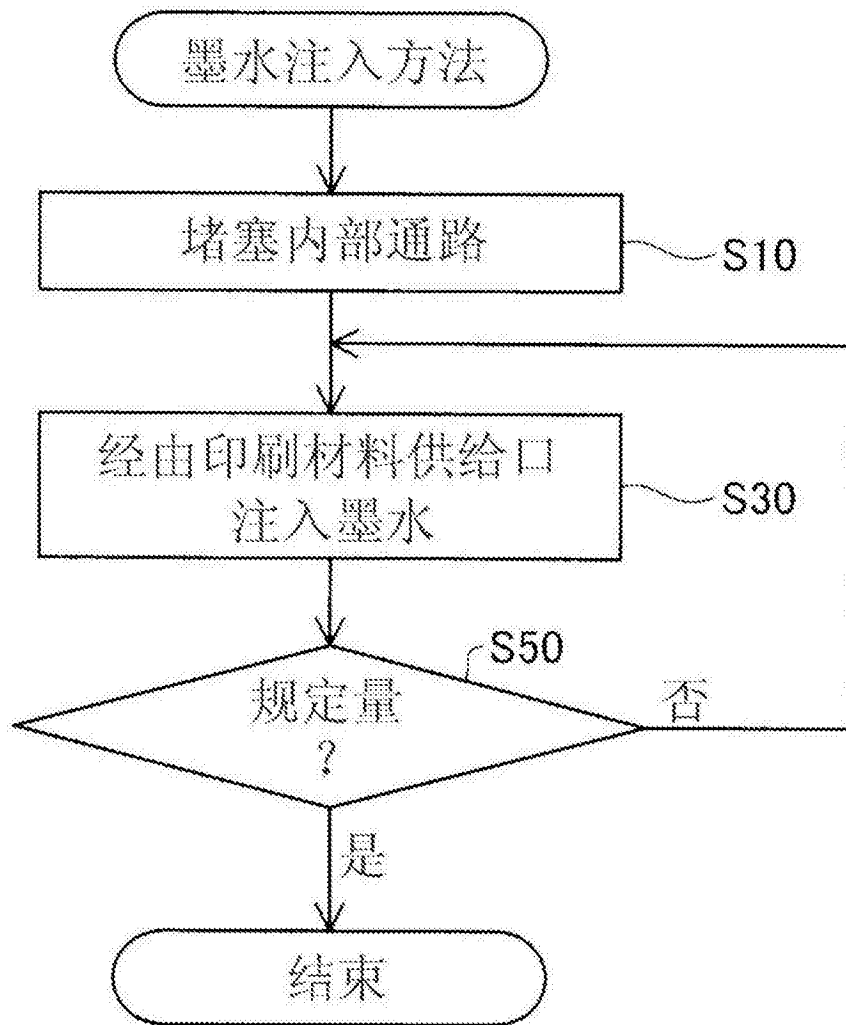 墨水注入方法
堵塞内部通路
S10
经由印刷材料供给口
注入墨水
S30
S50
规定量
?
否
是
结束